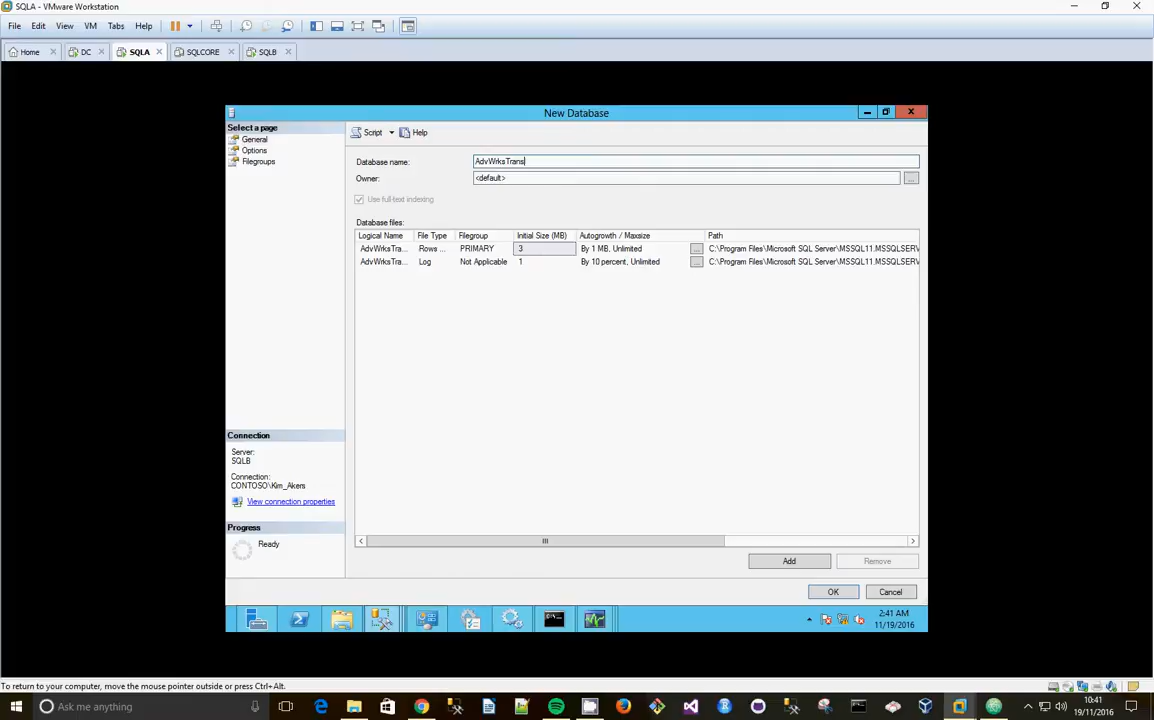 SQLA - VMware Workstation
File Edit View VM Tabs Help
Home DC SQLA SQLCORE SQLB
New Database
Select a page
General
Options
Filegroups
Script Help
Database name: AdvWrksTrans
Owner: <default> ...
Use full-text indexing
Database files:
Logical Name File Type Filegroup Initial Size (MB) Autogrowth / Maxsize Path
AdvWrksTra... Rows ... PRIMARY 3 By 1 MB, Unlimited ... C:\Program Files\Microsoft SQL Server\MSSQL11.MSSQLSERV
AdvWrksTra... Log Not Applicable 1 By 10 percent, Unlimited ... C:\Program Files\Microsoft SQL Server\MSSQL11.MSSQLSERV
Connection
Server:
SQLB
Connection:
CONTOSO\Kim_Akers
View connection properties
Progress
Ready
Add Remove
OK Cancel
2:41 AM
11/19/2016
To return to your computer, move the mouse pointer outside or press Ctrl+Alt.
Ask me anything
10:41
19/11/2016